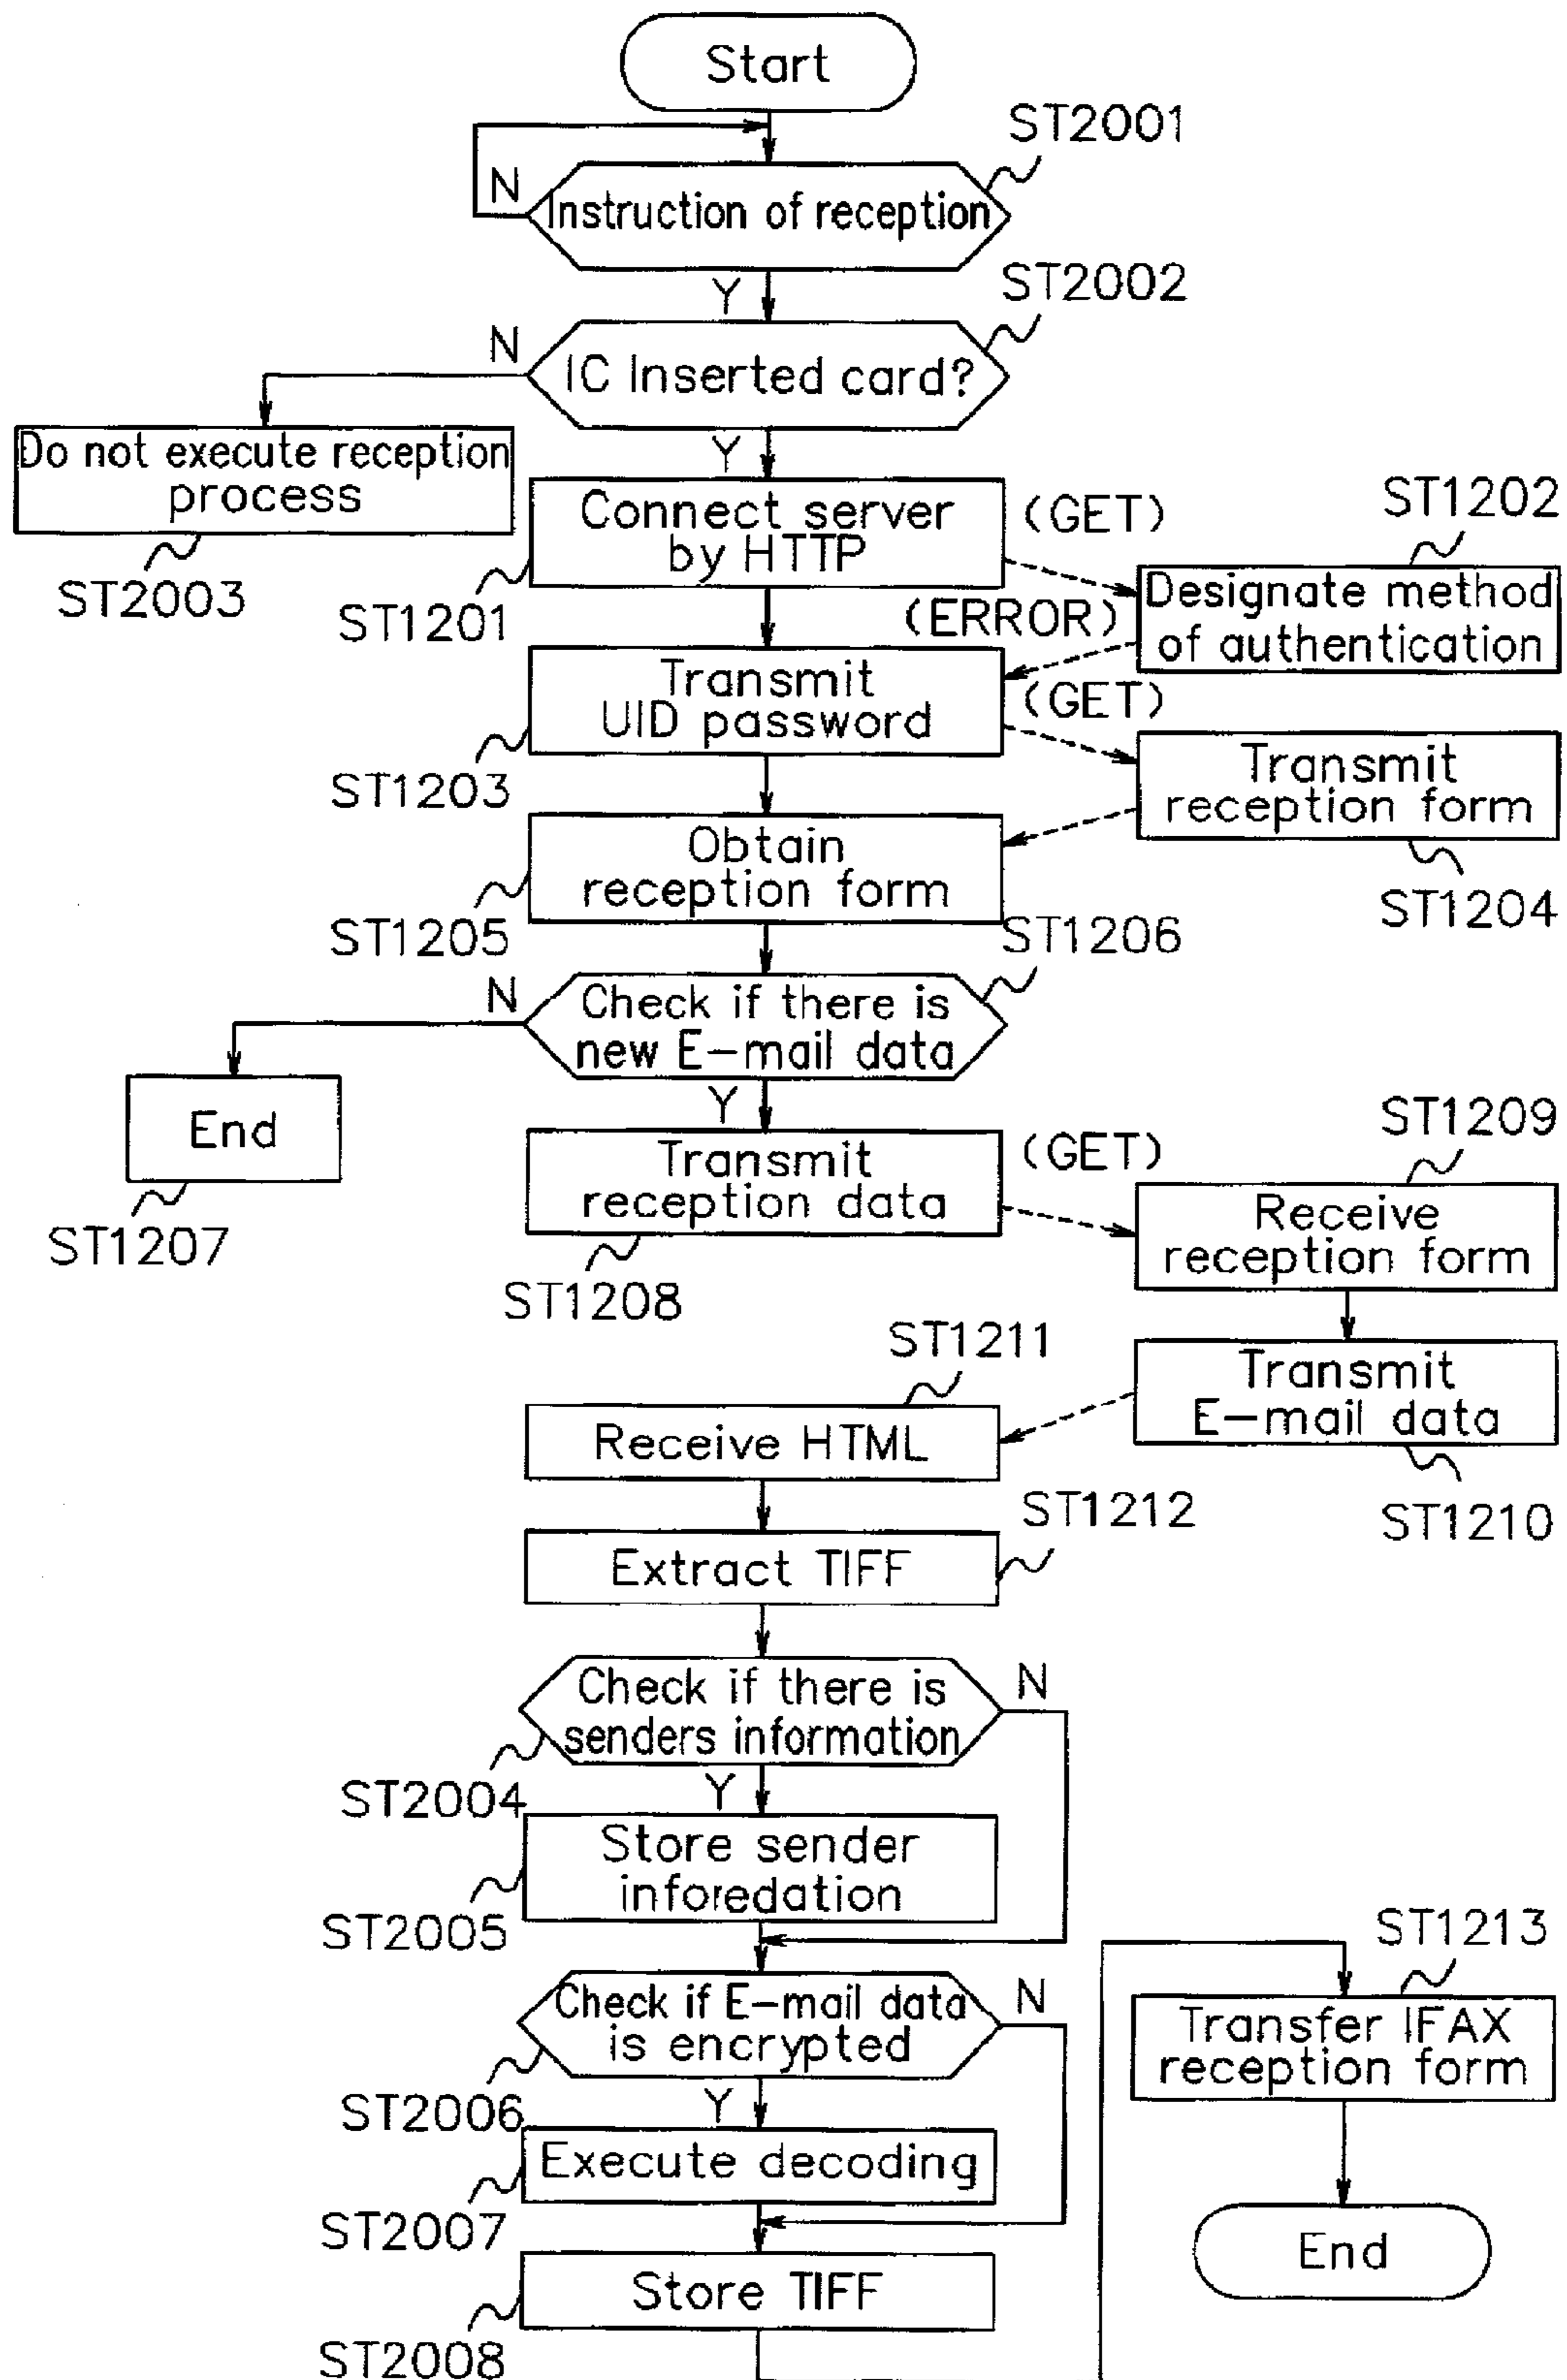 Start
ST2001
N
Instruction of reception
Y
ST2002
N
IC Inserted card?
Y
Do not execute reception
process
ST2003
Connect server
by HTTP
ST1201
(GET)
ST1202
Designate method
of authentication
(ERROR)
Transmit
UID password
ST1203
(GET)
Transmit
reception form
ST1204
Obtain
reception form
ST1205
ST1206
N
Check if there is
new E-mail data
Y
End
ST1207
Transmit
reception data
ST1208
(GET)
ST1209
Receive
reception form
Transmit
E-mail data
ST1210
ST1211
Receive HTML
ST1212
Extract TIFF
Check if there is
senders information
N
ST2004
Y
Store sender
inforedation
ST2005
Check if E-mail data
is encrypted
N
ST2006
Y
Execute decoding
ST2007
Store TIFF
ST2008
ST1213
Transfer IFAX
reception form
End